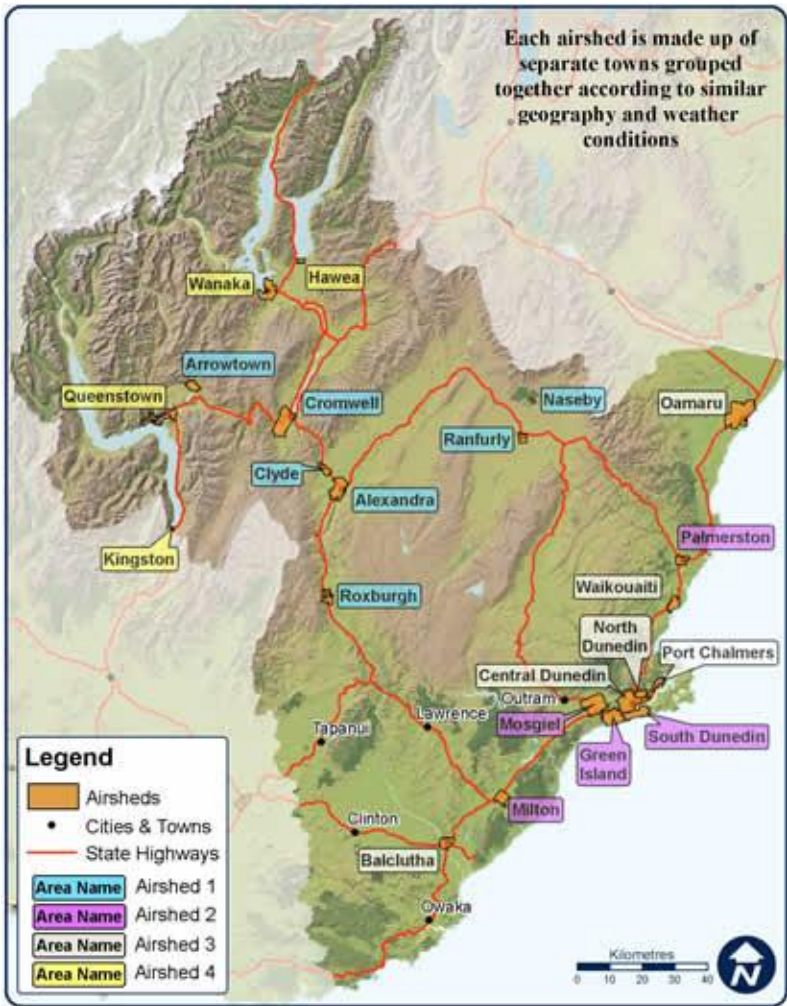 Each airshed is made up of
separate towns grouped
together according to similar
geography and weather
conditions
Wanaka
Hawea
Arrowtown
Queenstown
Cromwell
Naseby
Oamaru
Ranfurly
Clyde
Alexandra
Kingston
Palmerston
Roxburgh
Waikouaiti
North
Dunedin
Port Chalmers
Central Dunedin
Outram
Mosgiel
South Dunedin
Green
Island
Tapanui
Lawrence
Milton
Clinton
Balclutha
Owaka
Legend
Airsheds
Cities & Towns
State Highways
Area Name Airshed 1
Area Name Airshed 2
Area Name Airshed 3
Area Name Airshed 4
Kilometres
0 10 20 30 40
N